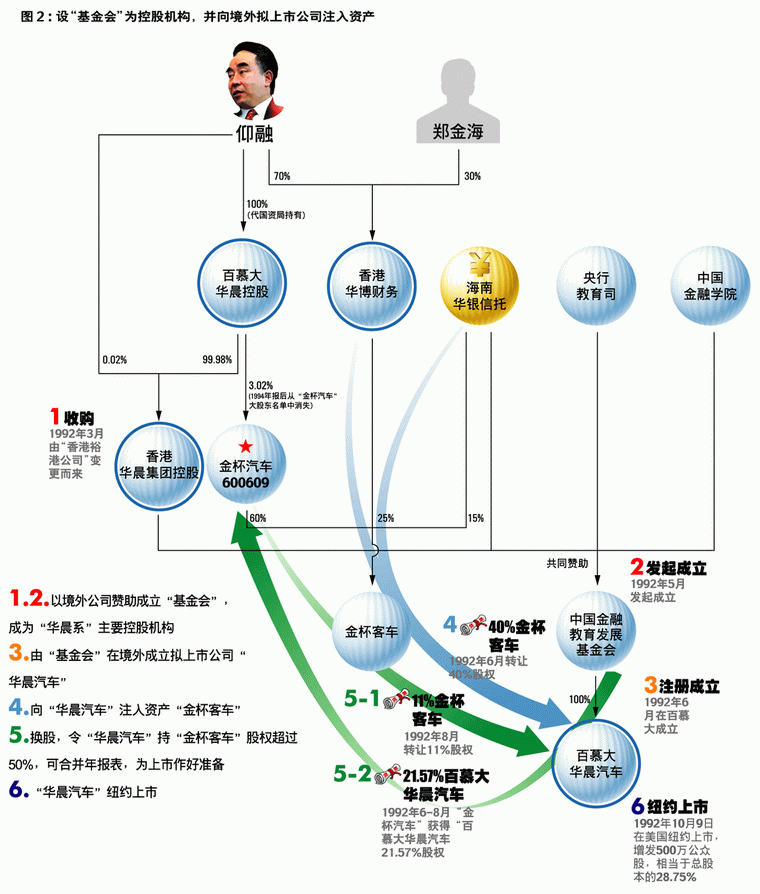 图2：设“基金会”为控股机构，并向境外拟上市公司注入资产
仰融
郑金海
70%
30%
100%
(代国资局持有)
百慕大
华晨控股
香港
华博财务
¥
海南
华银信托
央行
教育司
中国
金融学院
0.02%
99.98%
3.02%
(1994年报后从“金杯汽车”
大股东名单中消失)
1 收购
1992年3月
由“香港裕
港公司”变
更而来
香港
华晨集团控股
金杯汽车
600609
60%
25%
15%
共同赞助
2 发起成立
1992年5月
发起成立
金杯客车
中国金融
教育发展
基金会
4 40%金杯
客车
1992年6月转让
40%股权
100%
3 注册成立
1992年6
月在百慕
大成立
5-1 11%金杯
客车
1992年8月
转让11%股权
百慕大
华晨汽车
5-2 21.57%百慕大
华晨汽车
1992年6-8月“金
杯汽车”获得“百
慕大华晨汽车
21.57%股权
6 纽约上市
1992年10月9日
在美国纽约上市，
增发500万公众
股，相当于总股
本的28.75%
1.2. 以境外公司赞助成立“基金会”，
成为“华晨系”主要控股机构
3. 由“基金会”在境外成立拟上市公司“
华晨汽车”
4. 向“华晨汽车”注入资产“金杯客车”
5. 换股，令“华晨汽车”持“金杯客车”股权超过
50%，可合并年报表，为上市作好准备
6. “华晨汽车”纽约上市